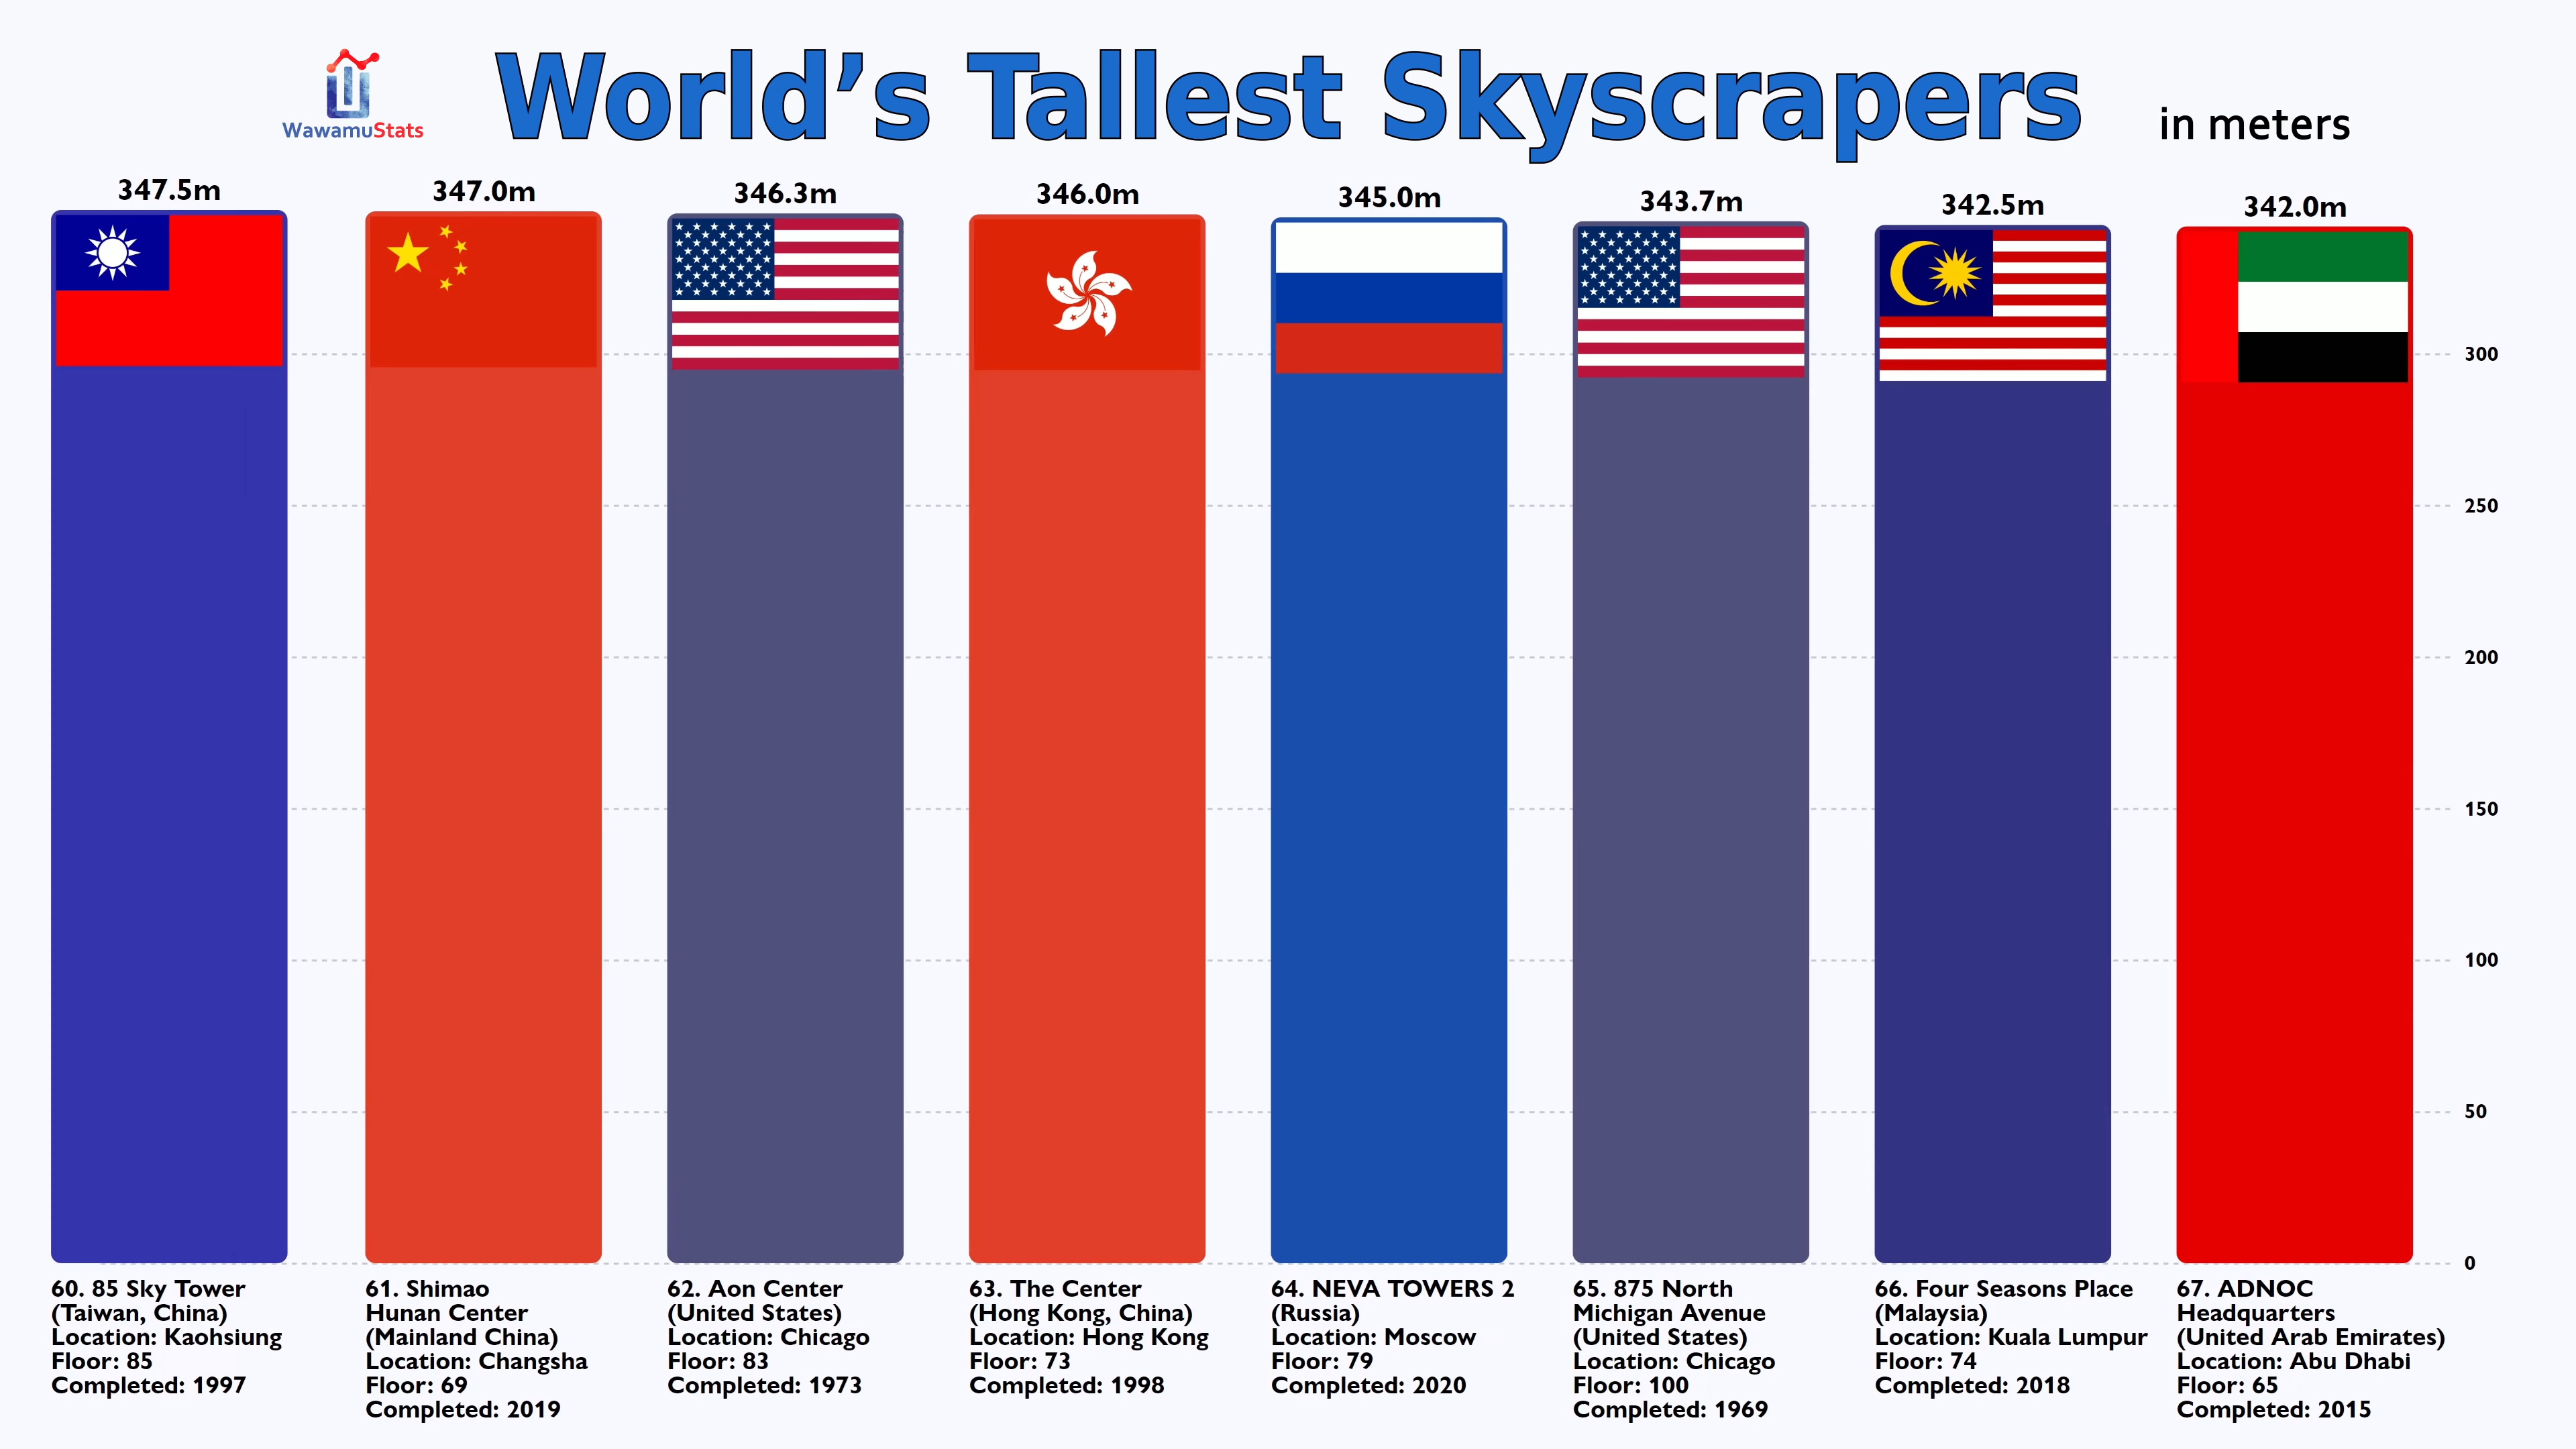 World’s Tallest Skyscrapers
in meters
WawamuStats
347.5m
347.0m
346.3m
346.0m
345.0m
343.7m
342.5m
342.0m
300
250
200
150
100
50
0
60. 85 Sky Tower
(Taiwan, China)
Location: Kaohsiung
Floor: 85
Completed: 1997
61. Shimao
Hunan Center
(Mainland China)
Location: Changsha
Floor: 69
Completed: 2019
62. Aon Center
(United States)
Location: Chicago
Floor: 83
Completed: 1973
63. The Center
(Hong Kong, China)
Location: Hong Kong
Floor: 73
Completed: 1998
64. NEVA TOWERS 2
(Russia)
Location: Moscow
Floor: 79
Completed: 2020
65. 875 North
Michigan Avenue
(United States)
Location: Chicago
Floor: 100
Completed: 1969
66. Four Seasons Place
(Malaysia)
Location: Kuala Lumpur
Floor: 74
Completed: 2018
67. ADNOC
Headquarters
(United Arab Emirates)
Location: Abu Dhabi
Floor: 65
Completed: 2015